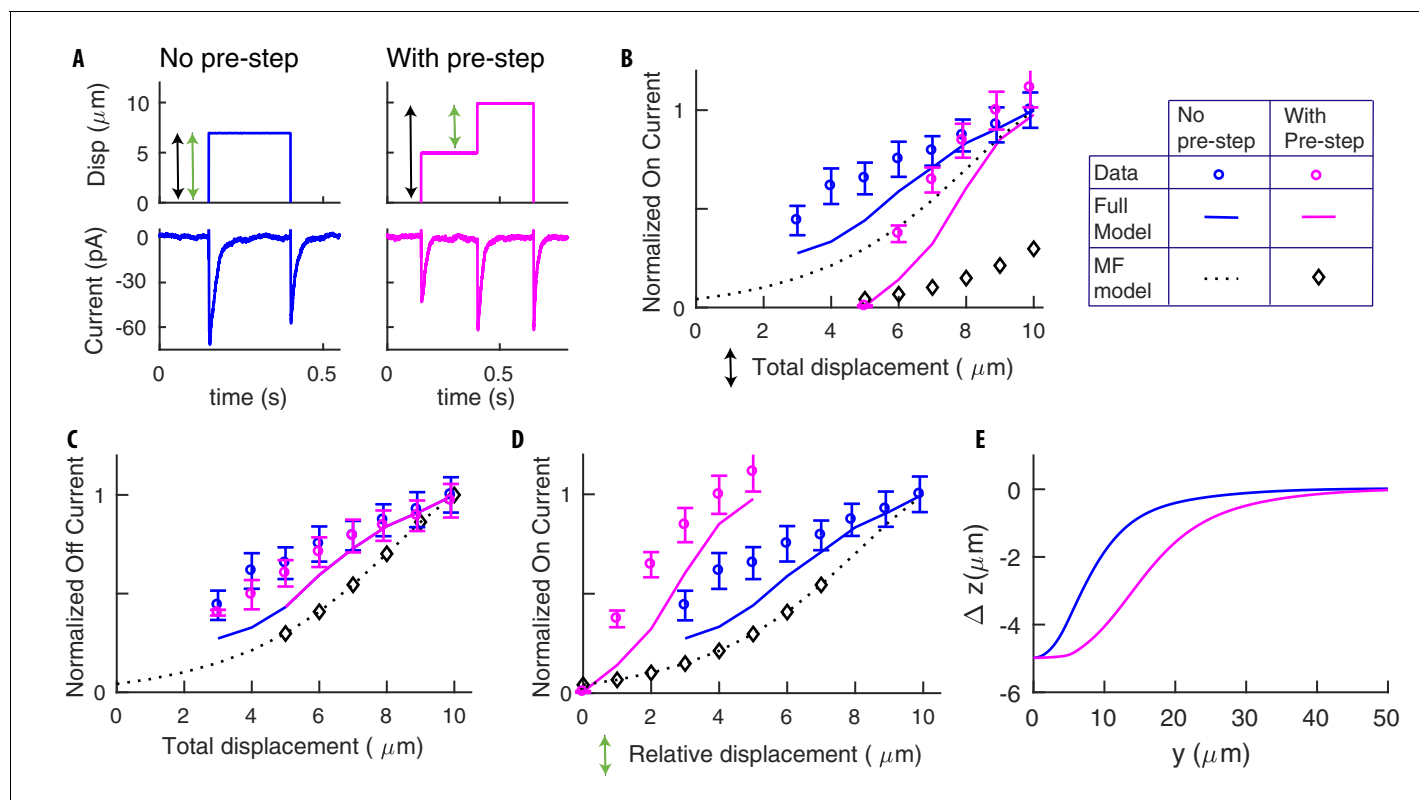 A
No pre-step
With pre-step
Disp (μm)
10
5
0
Current (pA)
0
-30
-60
0
0.5
0
0.5
time (s)
time (s)
B
Normalized On Current
1
0
0
2
4
6
8
10
Total displacement ( μm)
No pre-step
With Pre-step
Data
Full Model
MF model
C
Normalized Off Current
1
0
0
2
4
6
8
10
Total displacement ( μm)
D
Normalized On Current
1
0
0
2
4
6
8
10
Relative displacement ( μm)
E
Δ z(μm)
0
-2
-4
-6
0
10
20
30
40
50
y (μm)